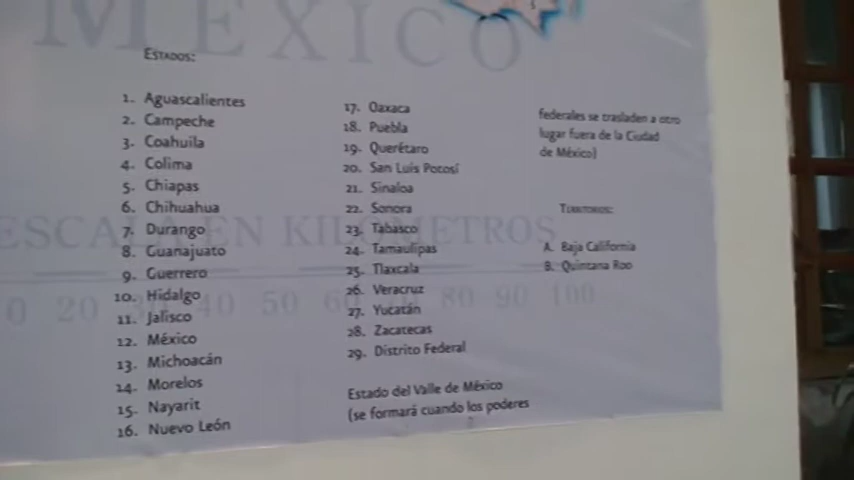 MÉXICO
ESTADOS:
1. Aguascalientes
2. Campeche
3. Coahuila
4. Colima
5. Chiapas
6. Chihuahua
7. Durango
8. Guanajuato
9. Guerrero
10. Hidalgo
11. Jalisco
12. México
13. Michoacán
14. Morelos
15. Nayarit
16. Nuevo León
17. Oaxaca
18. Puebla
19. Querétaro
20. San Luis Potosí
21. Sinaloa
22. Sonora
23. Tabasco
24. Tamaulipas
25. Tlaxcala
26. Veracruz
27. Yucatán
28. Zacatecas
29. Distrito Federal
Estado del Valle de México
(se formará cuando los poderes
federales se trasladen a otro
lugar fuera de la Ciudad
de México)
TERRITORIOS:
A. Baja California
B. Quintana Roo
ESCALA EN KILÓMETROS
0 20 30 40 50 60 70 80 90 100